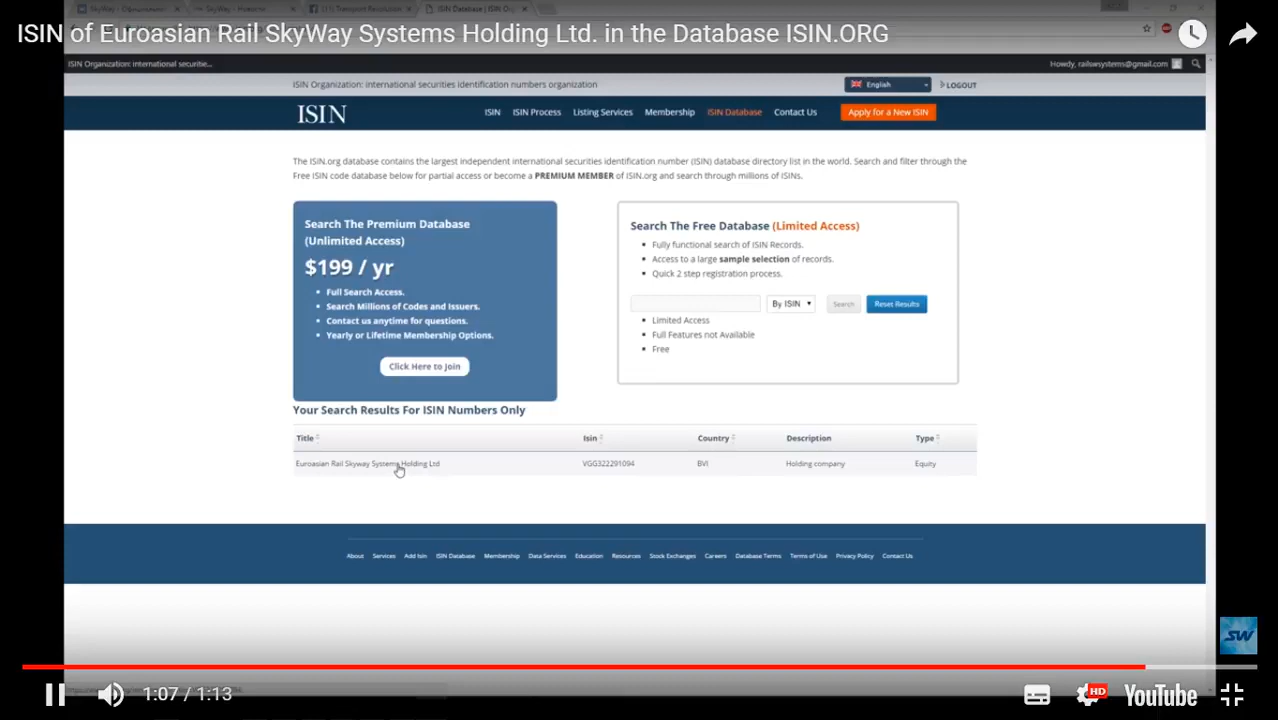 SkyWay - Новости
(11) Transport Revolution
ISIN Database | ISIN O
ISIN of Euroasian Rail SkyWay Systems Holding Ltd. in the Database ISIN.ORG
ISIN Organization: international securitie...
Howdy, railswsystems@gmail.com
ISIN Organization: international securities identification numbers organization
English
LOGOUT
ISIN
ISIN
ISIN Process
Listing Services
Membership
ISIN Database
Contact Us
Apply for a New ISIN
The ISIN.org database contains the largest independent international securities identification number (ISIN) database directory list in the world. Search and filter through the
Free ISIN code database below for partial access or become a PREMIUM MEMBER of ISIN.org and search through millions of ISINs.
Search The Premium Database
(Unlimited Access)
$199 / yr
Full Search Access.
Search Millions of Codes and Issuers.
Contact us anytime for questions.
Yearly or Lifetime Membership Options.
Click Here to Join
Search The Free Database (Limited Access)
Fully functional search of ISIN Records.
Access to a large sample selection of records.
Quick 2 step registration process.
By ISIN
Search
Reset Results
Limited Access
Full Features not Available
Free
Your Search Results For ISIN Numbers Only
Title Isin Country Description Type
Euroasian Rail Skyway Systems Holding Ltd VGG322291094 BVI Holding company Equity
About Services Add Isin ISIN Database Membership Data Services Education Resources Stock Exchanges Careers Database Terms Terms of Use Privacy Policy Contact Us
SW
1:07 / 1:13
HD
YouTube